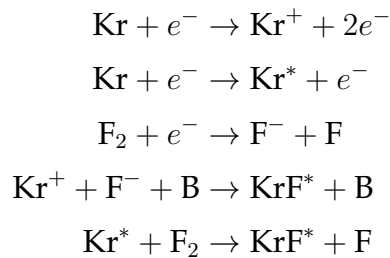 Kr + e⁻ → Kr⁺ + 2e⁻
Kr + e⁻ → Kr* + e⁻
F₂ + e⁻ → F⁻ + F
Kr⁺ + F⁻ + B → KrF* + B
Kr* + F₂ → KrF* + F